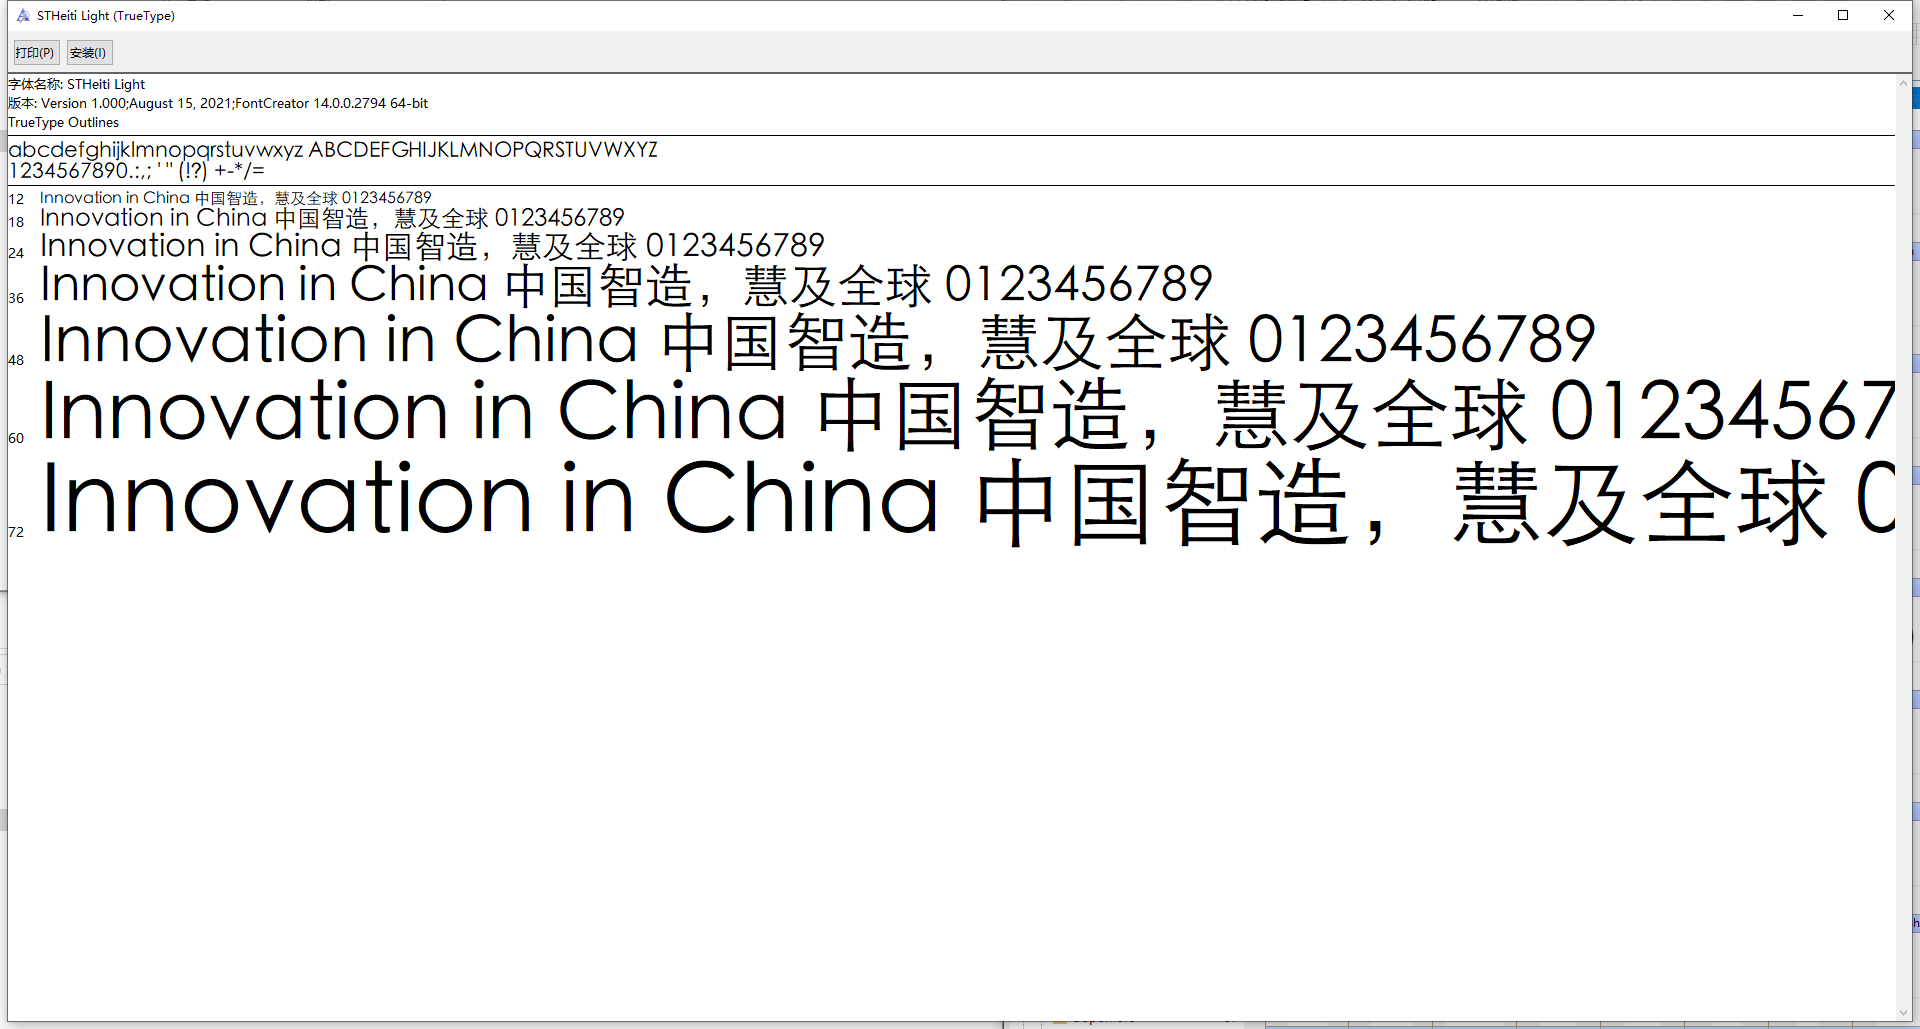 STHeiti Light (TrueType)
打印(P) 安装(I)
字体名称: STHeiti Light
版本: Version 1.000;August 15, 2021;FontCreator 14.0.0.2794 64-bit
TrueType Outlines
abcdefghijklmnopqrstuvwxyz ABCDEFGHIJKLMNOPQRSTUVWXYZ
1234567890.:,; ' " (!?) +-*/=
12 Innovation in China 中国智造，慧及全球 0123456789
18 Innovation in China 中国智造，慧及全球 0123456789
24 Innovation in China 中国智造，慧及全球 0123456789
36 Innovation in China 中国智造，慧及全球 0123456789
48 Innovation in China 中国智造，慧及全球 0123456789
60 Innovation in China 中国智造，慧及全球 01234567
72 Innovation in China 中国智造，慧及全球 0